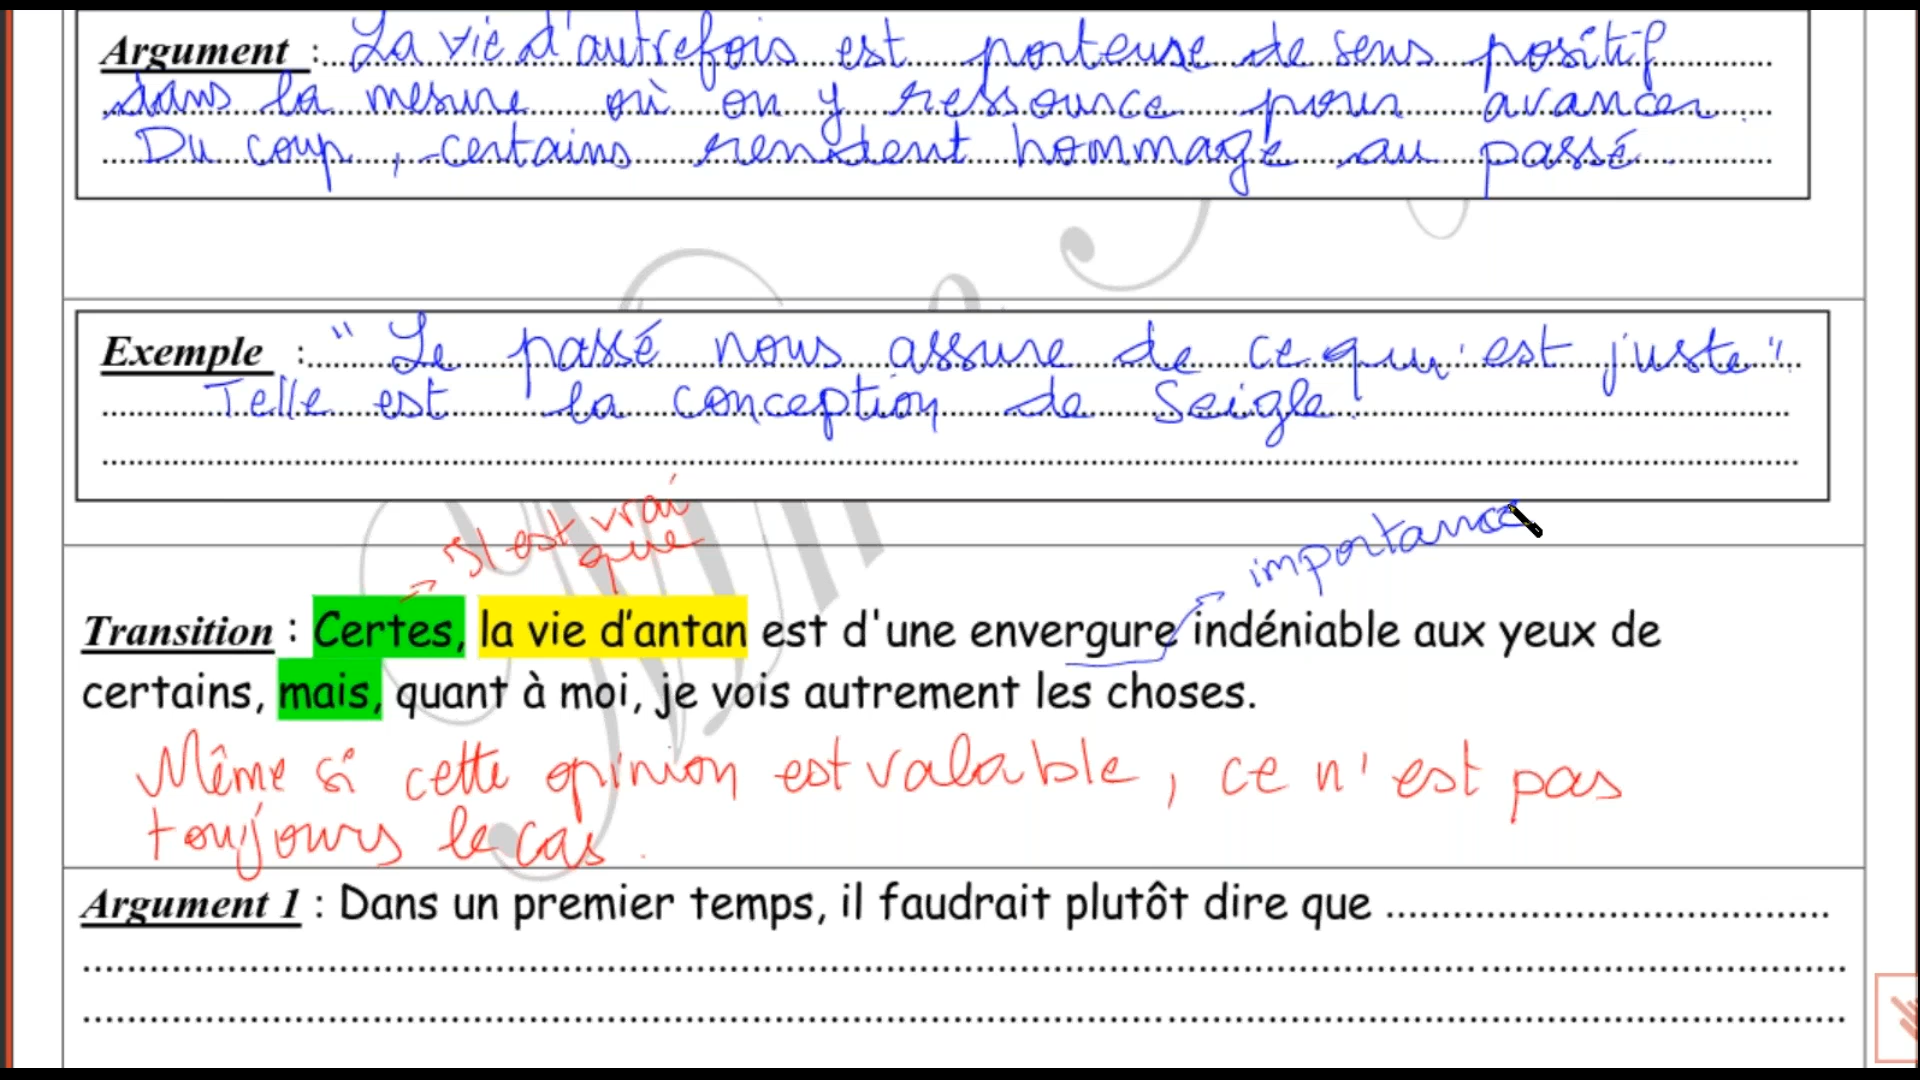 Argument : La vie d'autrefois est porteuse de sens positif
dans la mesure où on y ressource pour avancer.
Du coup, certains rendent hommage au passé
Exemple : "Le passé nous assure de ce qu'est juste".
Telle est la conception de Seigle.
→ Il est vrai
que
→ importance
Transition : Certes, la vie d’antan est d'une envergure indéniable aux yeux de
certains, mais, quant à moi, je vois autrement les choses.
Même si cette opinion est valable, ce n'est pas
toujours le cas.
Argument 1 : Dans un premier temps, il faudrait plutôt dire que